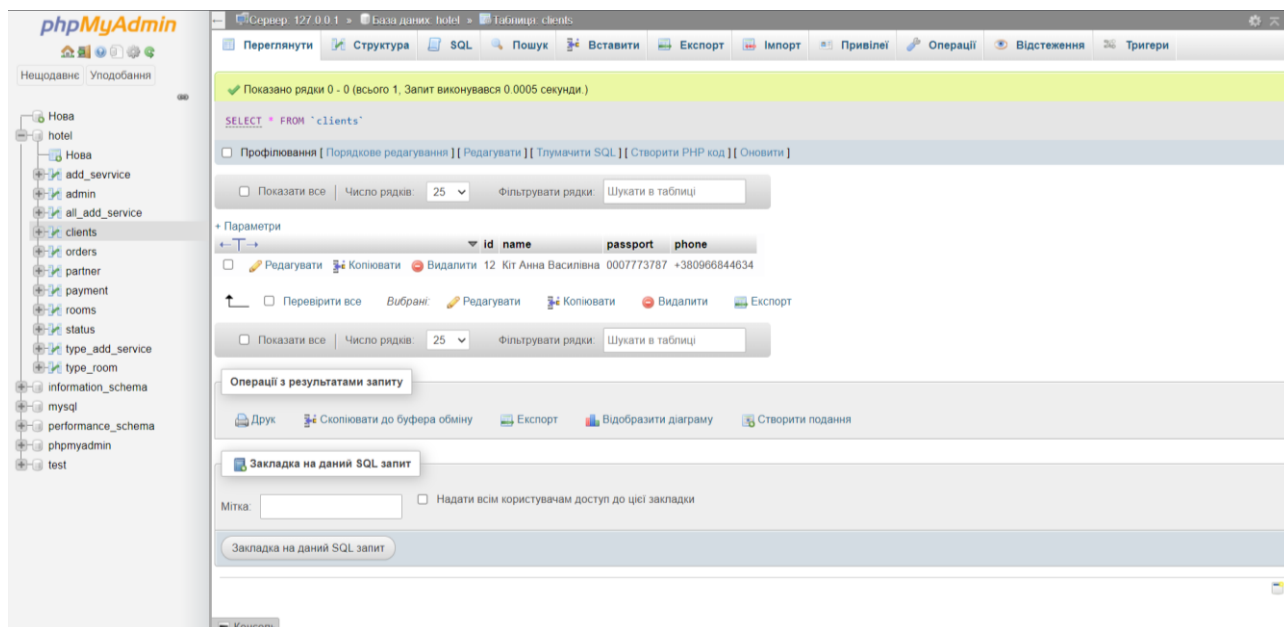 phpMyAdmin
Нещодавнє Уподобання
Нова
hotel
Нова
add_sevrvice
admin
all_add_service
clients
orders
partner
payment
rooms
status
type_add_service
type_room
information_schema
mysql
performance_schema
phpmyadmin
test
Сервер: 127.0.0.1 » База даних: hotel » Таблиця: clients
Переглянути Структура SQL Пошук Вставити Експорт Імпорт Привілеї Операції Відстеження Тригери
Показано рядки 0 - 0 (всього 1, Запит виконувався 0.0005 секунди.)
SELECT * FROM `clients`
Профілювання [ Порядкове редагування ] [ Редагувати ] [ Тлумачити SQL ] [ Створити PHP код ] [ Оновити ]
Показати все Число рядків: 25 Фільтрувати рядки: Шукати в таблиці
+ Параметри
←T→ id name passport phone
Редагувати Копіювати Видалити 12 Кіт Анна Василівна 0007773787 +380966844634
Перевірити все Вибрані: Редагувати Копіювати Видалити Експорт
Показати все Число рядків: 25 Фільтрувати рядки: Шукати в таблиці
Операції з результатами запиту
Друк Скопіювати до буфера обміну Експорт Відобразити діаграму Створити подання
Закладка на даний SQL запит
Мітка: Надати всім користувачам доступ до цієї закладки
Закладка на даний SQL запит
Консоль